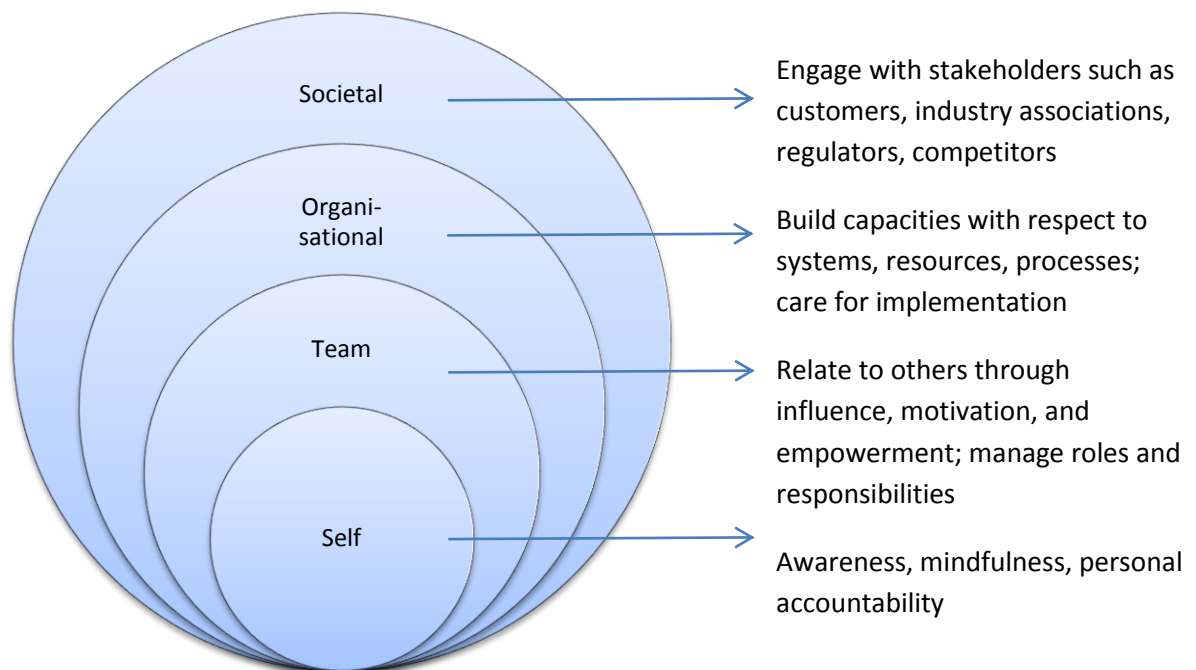 Societal
Engage with stakeholders such as
customers, industry associations,
regulators, competitors
Organi-
sational
Build capacities with respect to
systems, resources, processes;
care for implementation
Team
Relate to others through
influence, motivation, and
empowerment; manage roles and
responsibilities
Self
Awareness, mindfulness, personal
accountability